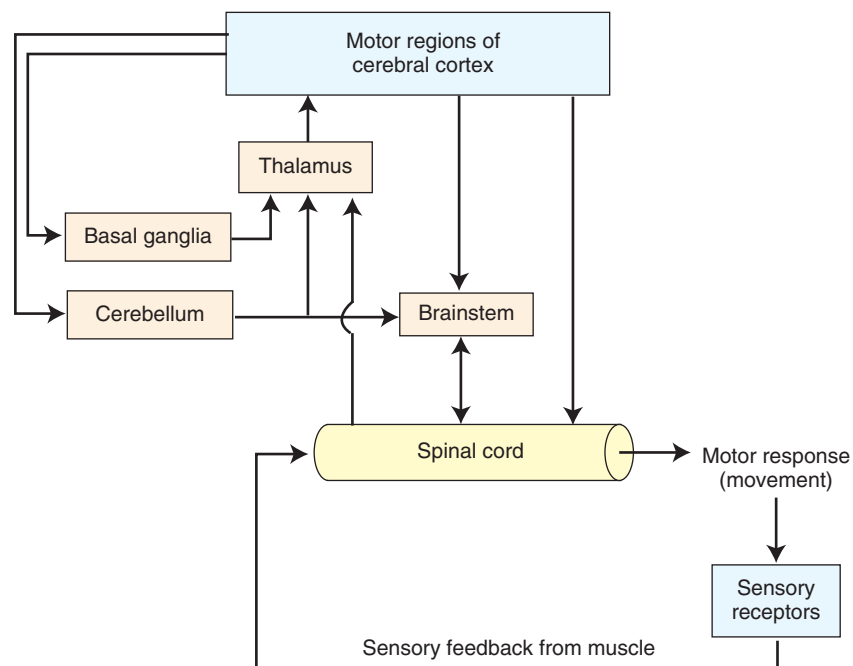 Motor regions of
cerebral cortex
Thalamus
Basal ganglia
Cerebellum
Brainstem
Spinal cord
Motor response
(movement)
Sensory
receptors
Sensory feedback from muscle